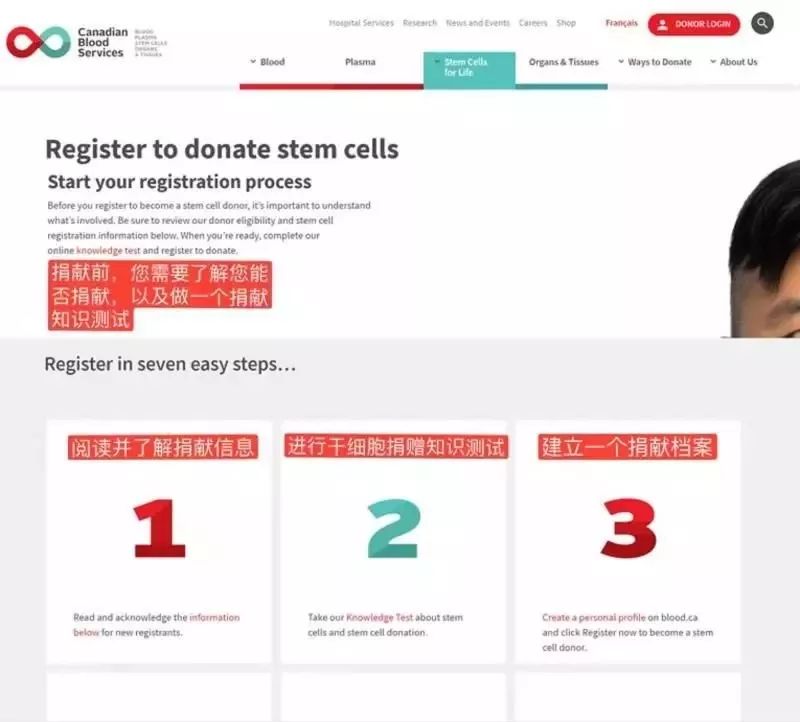 Hospital Services Research News and Events Careers Shop Français DONOR LOGIN
Canadian
Blood
Services
BLOOD
PLASMA
STEM CELLS
ORGANS
& TISSUES
Blood Plasma Stem Cells for Life Organs & Tissues Ways to Donate About Us
Register to donate stem cells
Start your registration process
Before you register to become a stem cell donor, it's important to understand
what's involved. Be sure to review our donor eligibility and stem cell
registration information below. When you're ready, complete our
online knowledge test and register to donate.
捐献前，您需要了解您能
否捐献，以及做一个捐献
知识测试
Register in seven easy steps...
阅读并了解捐献信息
1
Read and acknowledge the information
below for new registrants.
进行干细胞捐赠知识测试
2
Take our Knowledge Test about stem
cells and stem cell donation.
建立一个捐献档案
3
Create a personal profile on blood.ca
and click Register now to become a stem
cell donor.